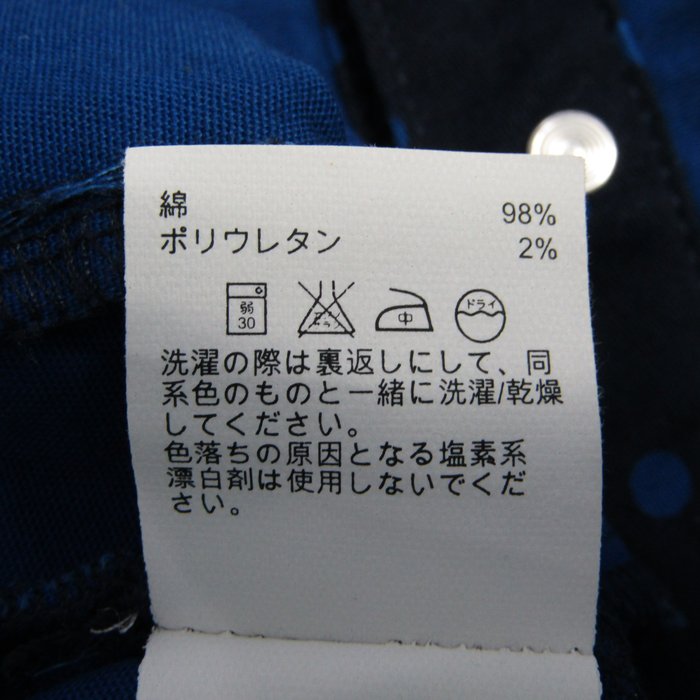 綿 98%
ポリウレタン 2%
弱 中 ドライ
30
洗濯の際は裏返しにして、同
系色のものと一緒に洗濯/乾燥
してください。
色落ちの原因となる塩素系
漂白剤は使用しないでくだ
さい。